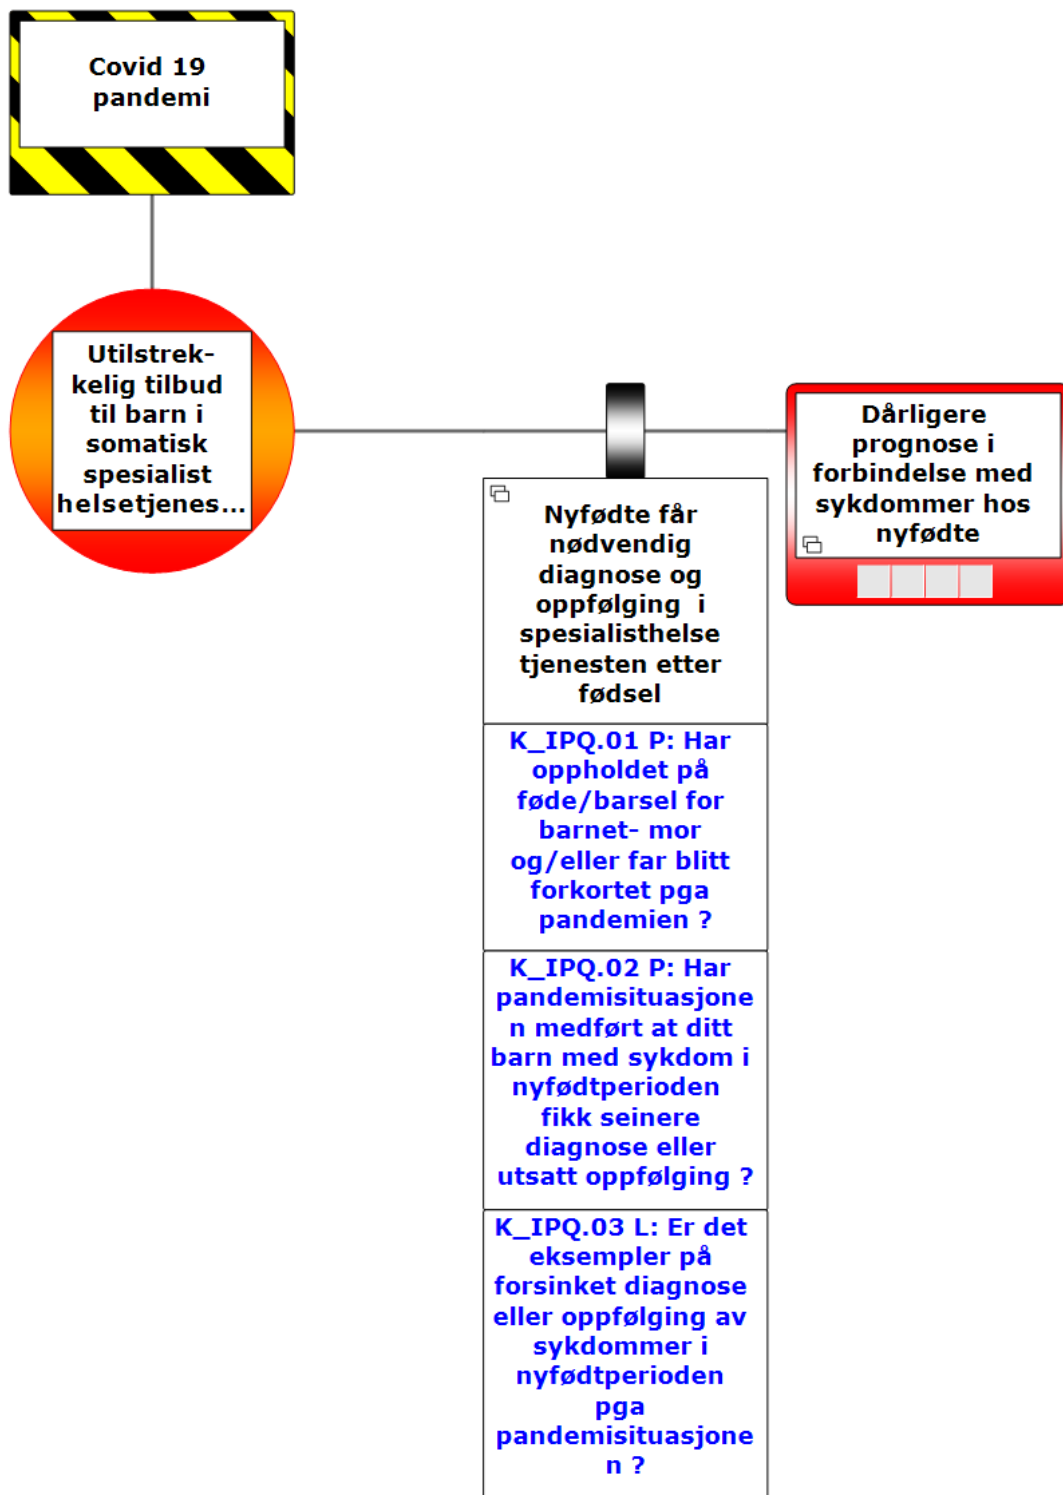 Covid 19
pandemi
Utilstrek-
kelig tilbud
til barn i
somatisk
spesialist
helsetjenes...
Nyfødte får
nødvendig
diagnose og
oppfølging i
spesialisthelse
tjenesten etter
fødsel
Dårligere
prognose i
forbindelse med
sykdommer hos
nyfødte
K_IPQ.01 P: Har
oppholdet på
føde/barsel for
barnet- mor
og/eller far blitt
forkortet pga
pandemien ?
K_IPQ.02 P: Har
pandemisituasjone
n medført at ditt
barn med sykdom i
nyfødtperioden
fikk seinere
diagnose eller
utsatt oppfølging ?
K_IPQ.03 L: Er det
eksempler på
forsinket diagnose
eller oppfølging av
sykdommer i
nyfødtperioden
pga
pandemisituasjone
n ?